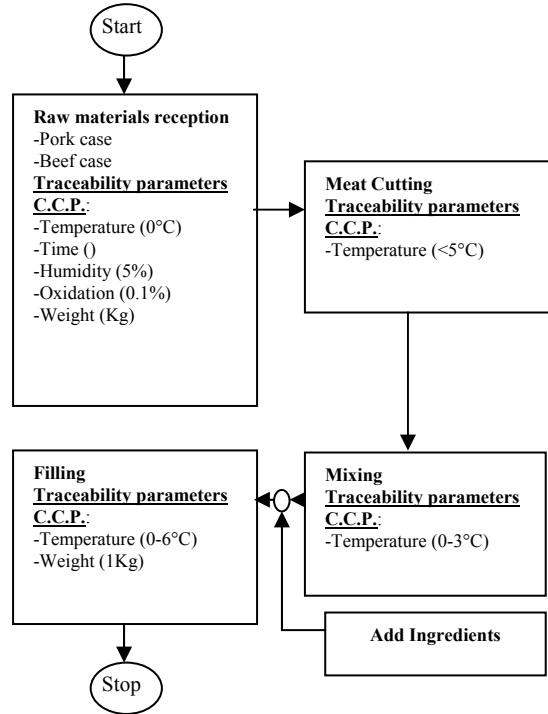 Start
Raw materials reception
-Pork case
-Beef case
Traceability parameters
C.C.P.:
-Temperature (0°C)
-Time ()
-Humidity (5%)
-Oxidation (0.1%)
-Weight (Kg)
Meat Cutting
Traceability parameters
C.C.P.:
-Temperature (<5°C)
Mixing
Traceability parameters
C.C.P.:
-Temperature (0-3°C)
Add Ingredients
Filling
Traceability parameters
C.C.P.:
-Temperature (0-6°C)
-Weight (1Kg)
Stop